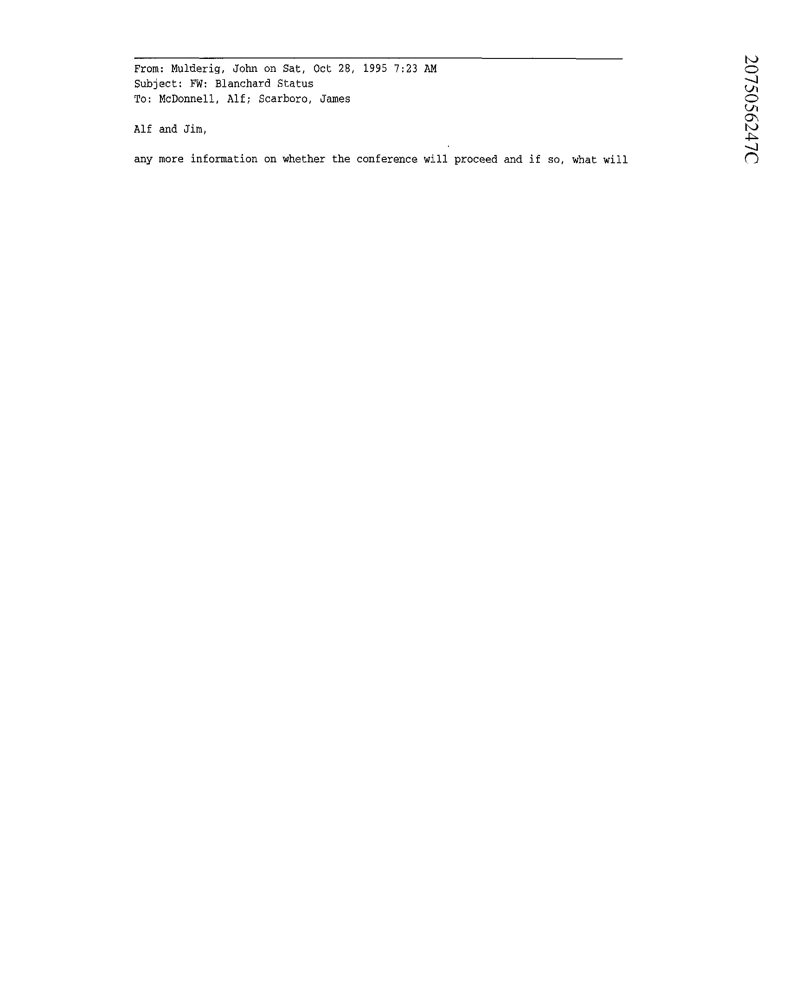 From: Mulderig, John on Sat, Oct 28, 1995 7:23 AM
Subject: FW: Blanchard Status
To: McDonnell, Alf; Scarboro, James
Alf and Jim,
any more information on whether the conference will proceed and if so, what will
2075056247C